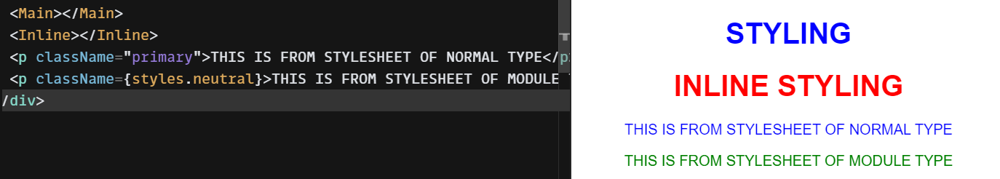 <Main></Main>
<Inline></Inline>
<p className="primary">THIS IS FROM STYLESHEET OF NORMAL TYPE</p
<p className={styles.neutral}>THIS IS FROM STYLESHEET OF MODULE
/div>
STYLING
INLINE STYLING
THIS IS FROM STYLESHEET OF NORMAL TYPE
THIS IS FROM STYLESHEET OF MODULE TYPE